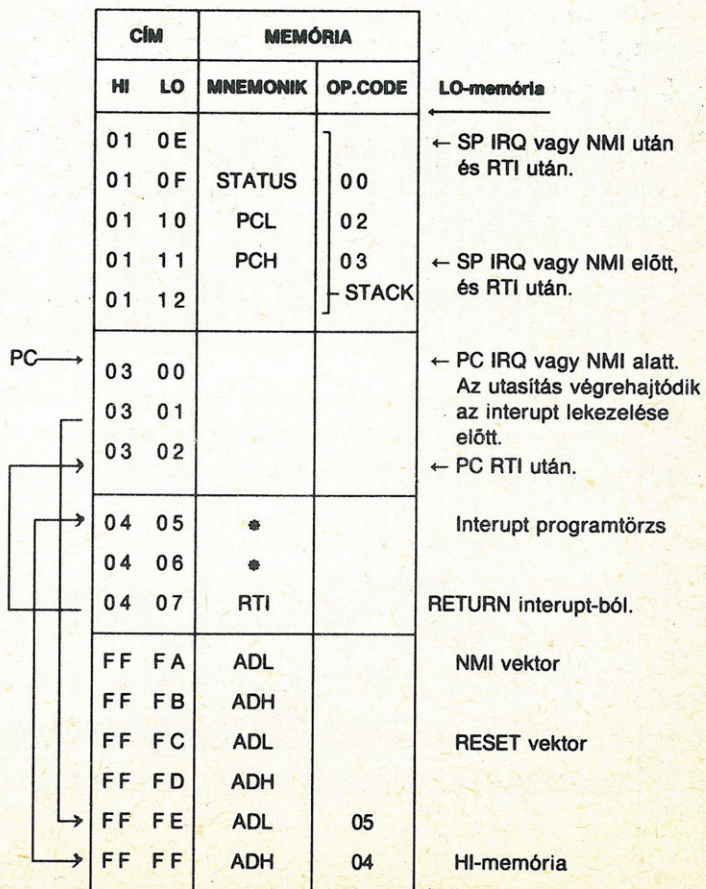 CÍM MEMÓRIA
HI LO MNEMONIK OP.CODE LO-memória
01 0E ← SP IRQ vagy NMI után
és RTI után.
01 0F STATUS 00
01 10 PCL 02
01 11 PCH 03 ← SP IRQ vagy NMI előtt,
és RTI után.
01 12 STACK
PC→ 03 00 ← PC IRQ vagy NMI alatt.
Az utasítás végrehajtódik
03 01 az interupt lekezelése
előtt.
03 02 ← PC RTI után.
04 05 * Interupt programtörzs
04 06 *
04 07 RTI RETURN interupt-ból.
FF FA ADL NMI vektor
FF FB ADH
FF FC ADL RESET vektor
FF FD ADH
FF FE ADL 05
FF FF ADH 04 HI-memória